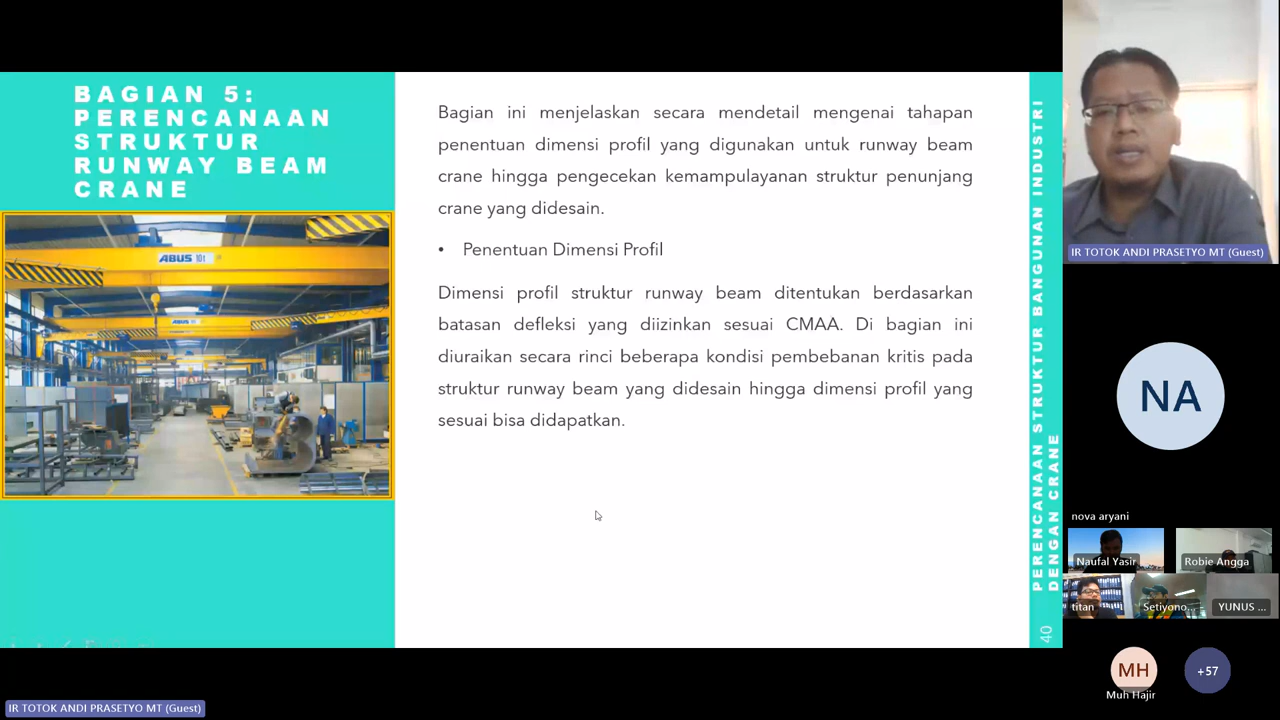 BAGIAN 5:
PERENCANAAN
STRUKTUR
RUNWAY BEAM
CRANE
ABUS 10t
ABUS
Bagian ini menjelaskan secara mendetail mengenai tahapan
penentuan dimensi profil yang digunakan untuk runway beam
crane hingga pengecekan kemampulayanan struktur penunjang
crane yang didesain.
• Penentuan Dimensi Profil
Dimensi profil struktur runway beam ditentukan berdasarkan
batasan defleksi yang diizinkan sesuai CMAA. Di bagian ini
diuraikan secara rinci beberapa kondisi pembebanan kritis pada
struktur runway beam yang didesain hingga dimensi profil yang
sesuai bisa didapatkan.
PERENCANAAN STRUKTUR BANGUNAN INDUSTRI
DENGAN CRANE
40
IR TOTOK ANDI PRASETYO MT (Guest)
NA
nova aryani
Naufal Yasir
Robie Angga
titan
Setiyono...
YUNUS ...
MH
+57
Muh Hajir
IR TOTOK ANDI PRASETYO MT (Guest)